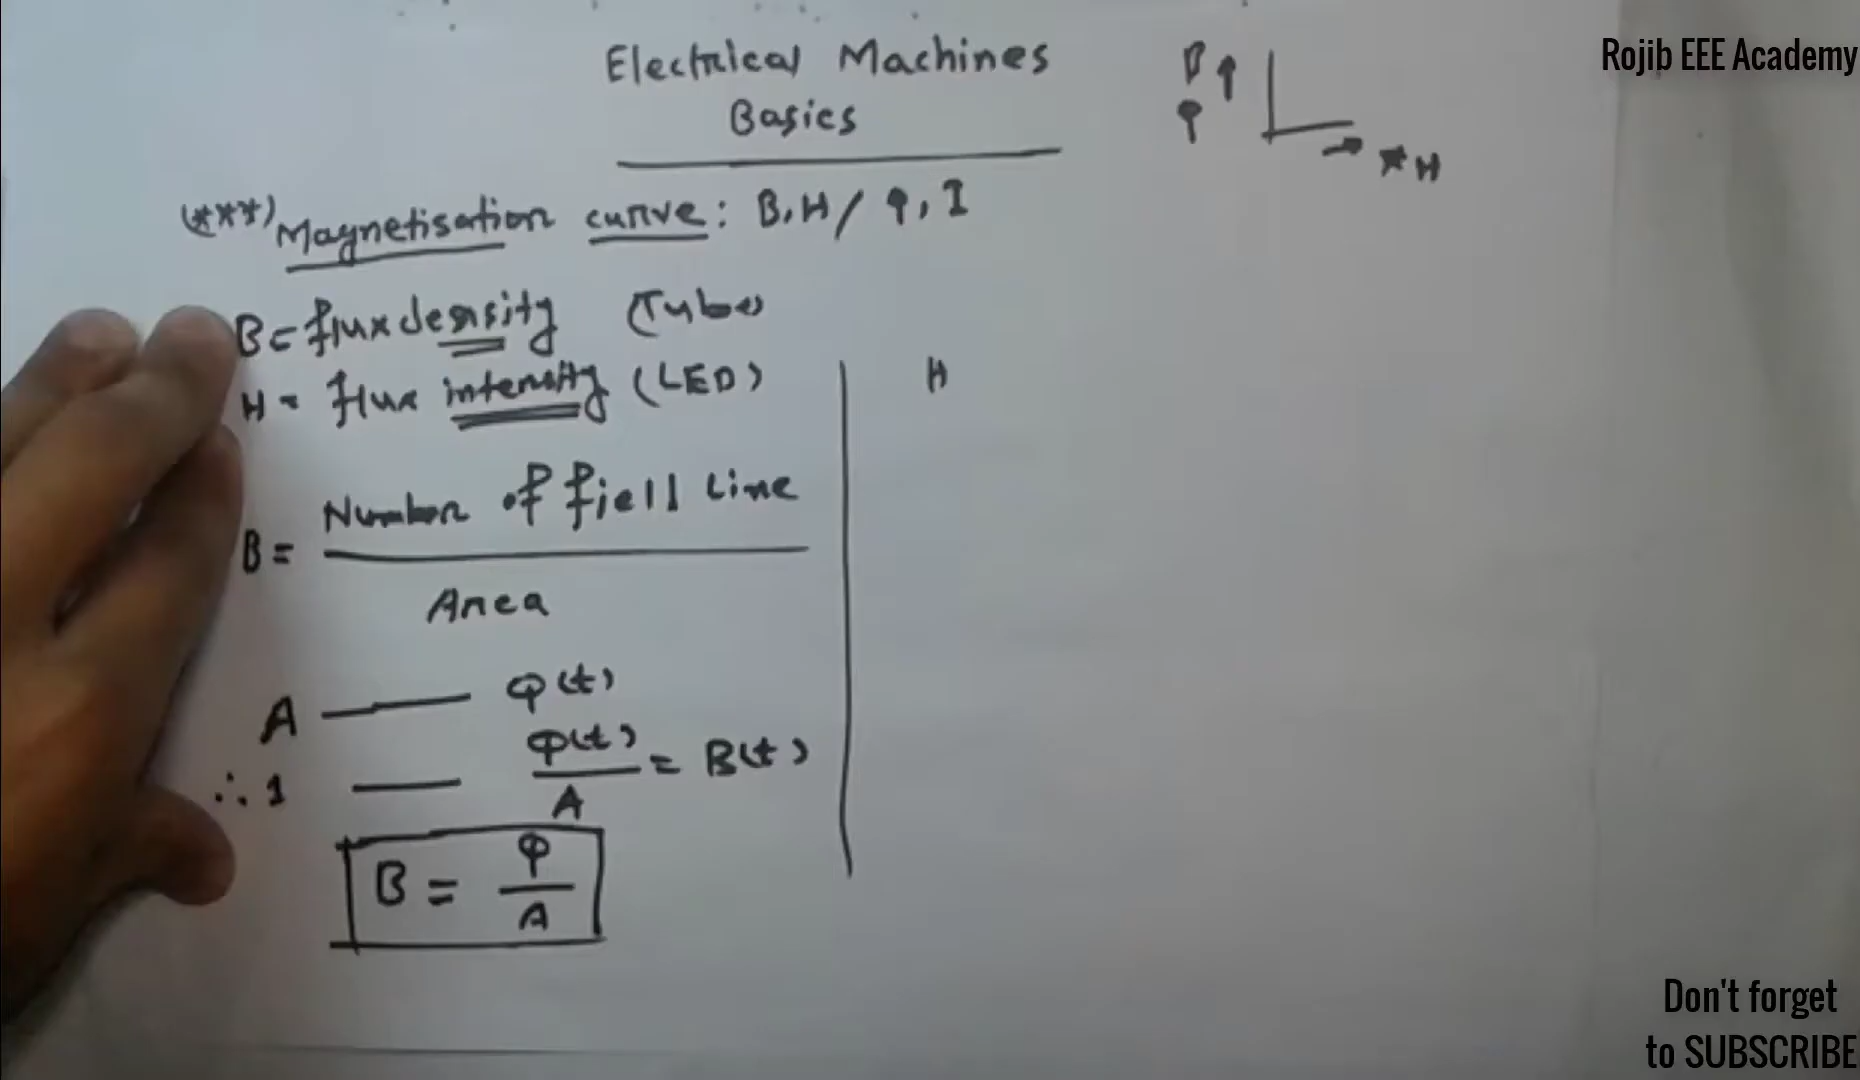 Electrical Machines
Basics
B
φ
*H
Rojib EEE Academy
(***) Magnetisation curve: B, H / φ, I
B = flux density (Tube)
H = flux intensity (LED)
H
B = Number of field Line
Area
A — φ(t)
∴ 1 — φ(t)/A = B(t)
B = φ/A
Don't forget
to SUBSCRIBE